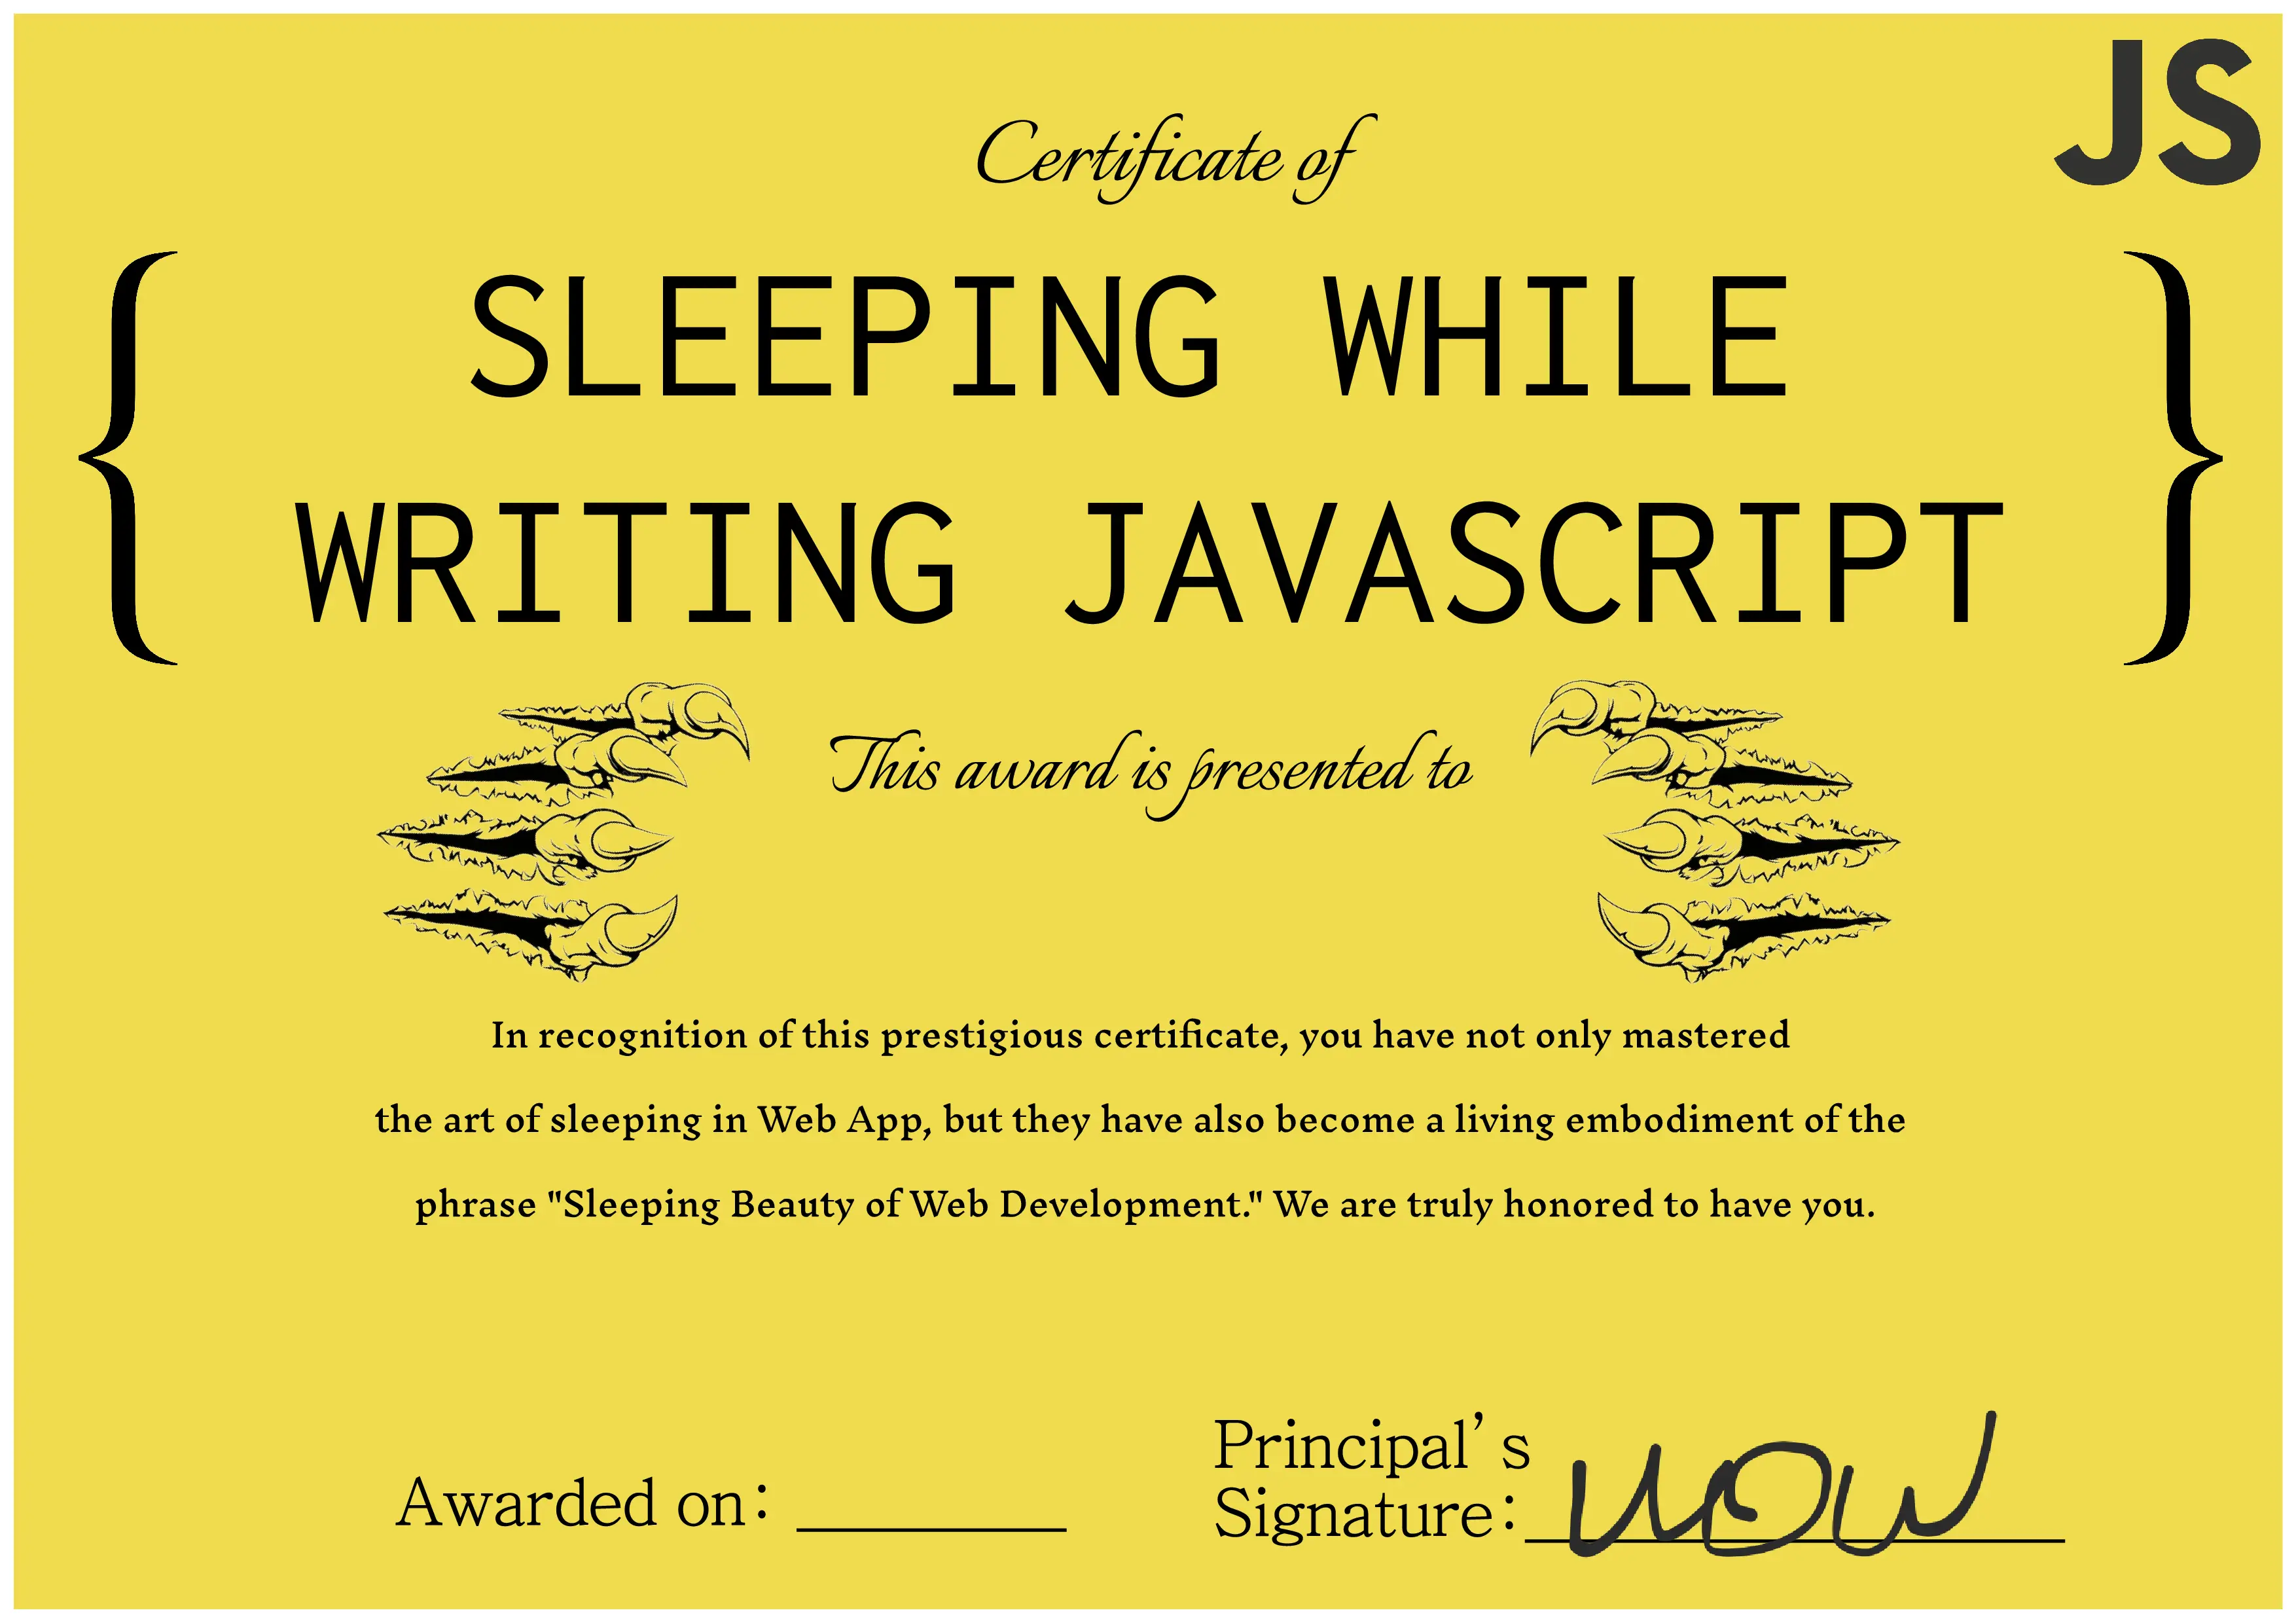 JS
Certificate of
{ SLEEPING WHILE
WRITING JAVASCRIPT }
This award is presented to
In recognition of this prestigious certificate, you have not only mastered
the art of sleeping in Web App, but they have also become a living embodiment of the
phrase "Sleeping Beauty of Web Development." We are truly honored to have you.
Awarded on:
Principal's
Signature: WOW